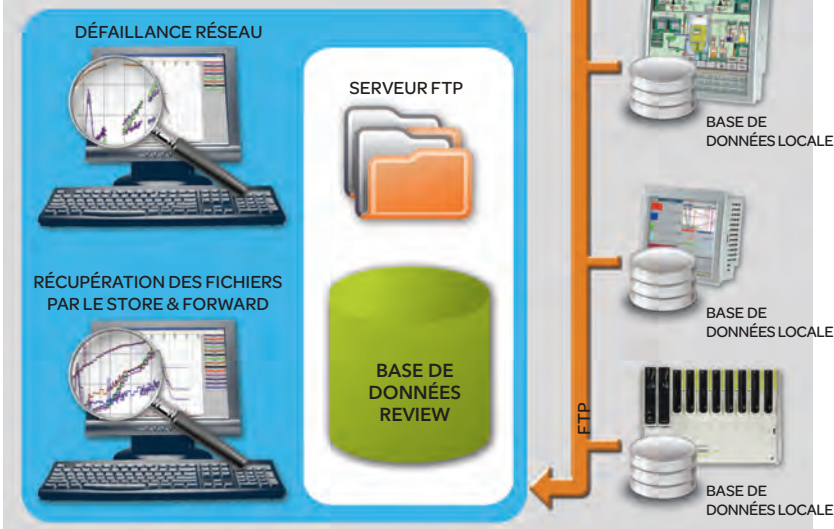 DÉFAILLANCE RÉSEAU
SERVEUR FTP
RÉCUPÉRATION DES FICHIERS
PAR LE STORE & FORWARD
BASE DE
DONNÉES
REVIEW
FTP
BASE DE
DONNÉES LOCALE
BASE DE
DONNÉES LOCALE
BASE DE
DONNÉES LOCALE